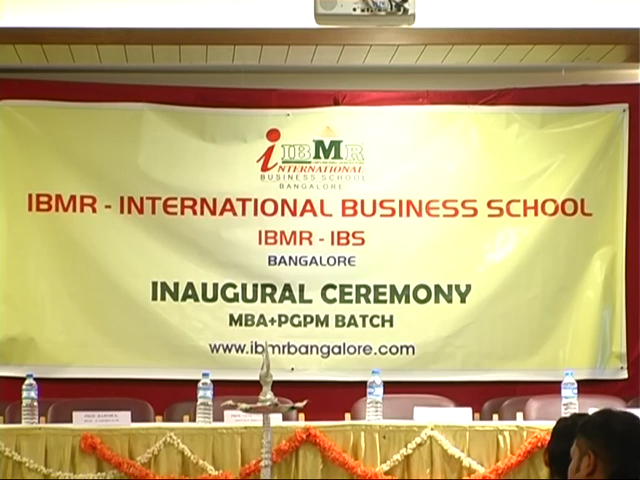 iIBMR
INTERNATIONAL
BUSINESS SCHOOL
BANGALORE
IBMR - INTERNATIONAL BUSINESS SCHOOL
IBMR - IBS
BANGALORE
INAUGURAL CEREMONY
MBA+PGPM BATCH
www.ibmrbangalore.com